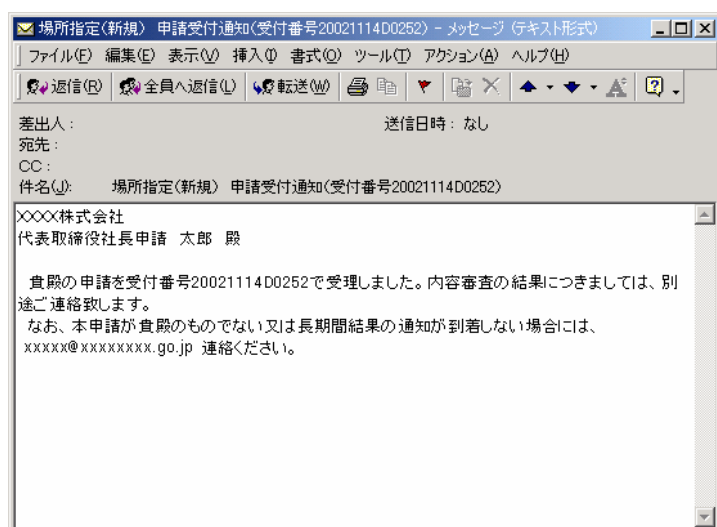 場所指定(新規) 申請受付通知(受付番号20021114D0252) - メッセージ (テキスト形式)
ファイル(F) 編集(E) 表示(V) 挿入(I) 書式(O) ツール(T) アクション(A) ヘルプ(H)
返信(R) 全員へ返信(L) 転送(W)
差出人: 送信日時: なし
宛先:
CC:
件名(J): 場所指定(新規) 申請受付通知(受付番号20021114D0252)
XXXX株式会社
代表取締役社長申請 太郎 殿
貴殿の申請を受付番号20021114D0252で受理しました。内容審査の結果につきましては、別
途ご連絡致します。
なお、本申請が貴殿のものでない又は長期間結果の通知が到着しない場合には、
xxxxx@xxxxxxxx.go.jp 連絡ください。